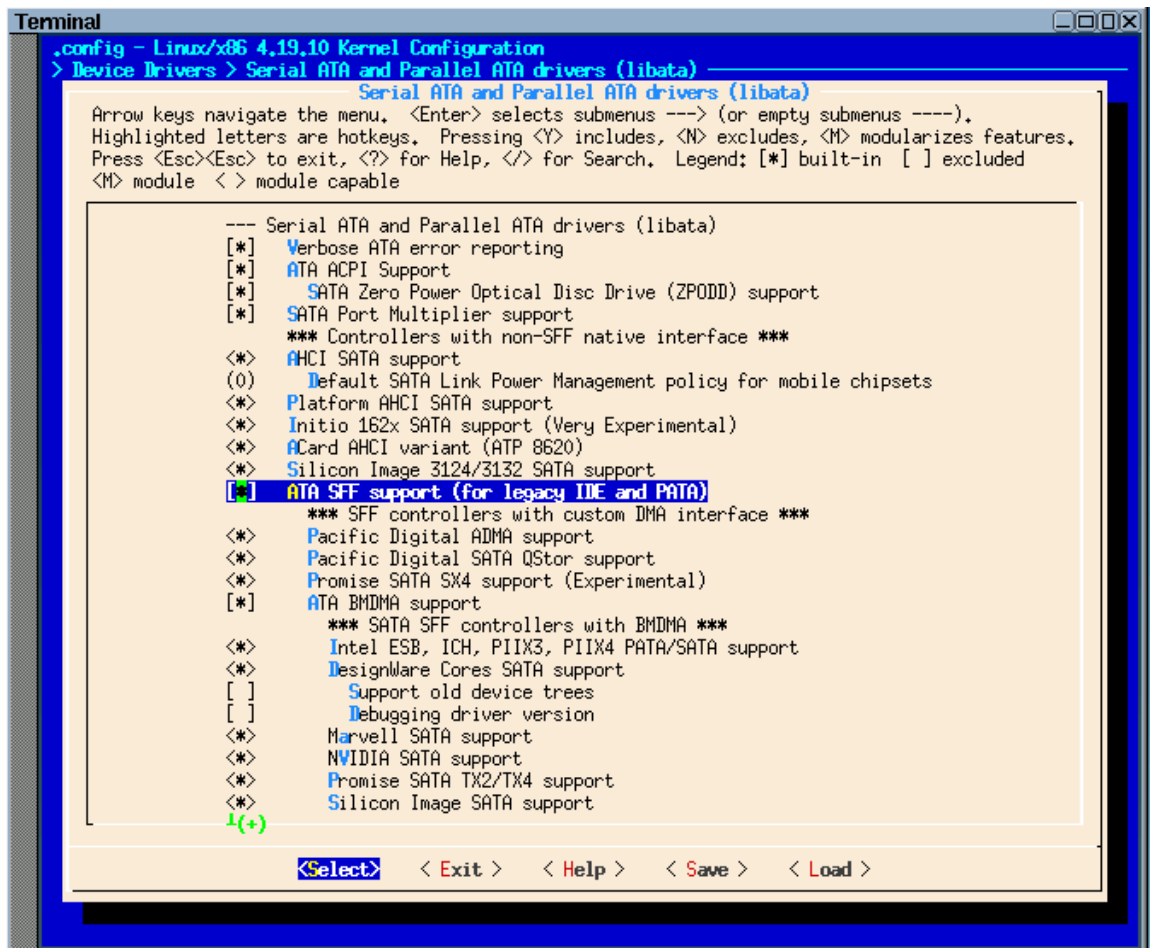 Terminal
.config - Linux/x86 4.19.10 Kernel Configuration
> Device Drivers > Serial ATA and Parallel ATA drivers (libata)
Serial ATA and Parallel ATA drivers (libata)
Arrow keys navigate the menu.  <Enter> selects submenus ---> (or empty submenus ----).
Highlighted letters are hotkeys.  Pressing <Y> includes, <N> excludes, <M> modularizes features.
Press <Esc><Esc> to exit, <?> for Help, </> for Search.  Legend: [*] built-in  [ ] excluded
<M> module  < > module capable
--- Serial ATA and Parallel ATA drivers (libata)
[*]   Verbose ATA error reporting
[*]   ATA ACPI Support
[*]     SATA Zero Power Optical Disc Drive (ZPODD) support
[*]   SATA Port Multiplier support
*** Controllers with non-SFF native interface ***
<*>   AHCI SATA support
(0)     Default SATA Link Power Management policy for mobile chipsets
<*>   Platform AHCI SATA support
<*>   Initio 162x SATA support (Very Experimental)
<*>   ACard AHCI variant (ATP 8620)
<*>   Silicon Image 3124/3132 SATA support
[*]   ATA SFF support (for legacy IDE and PATA)
*** SFF controllers with custom DMA interface ***
<*>     Pacific Digital ADMA support
<*>     Pacific Digital SATA QStor support
<*>     Promise SATA SX4 support (Experimental)
[*]     ATA BMDMA support
*** SATA SFF controllers with BMDMA ***
<*>       Intel ESB, ICH, PIIX3, PIIX4 PATA/SATA support
<*>       DesignWare Cores SATA support
[ ]         Support old device trees
[ ]         Debugging driver version
<*>       Marvell SATA support
<*>       NVIDIA SATA support
<*>       Promise SATA TX2/TX4 support
<*>       Silicon Image SATA support
┴(+)
<Select>    < Exit >    < Help >    < Save >    < Load >